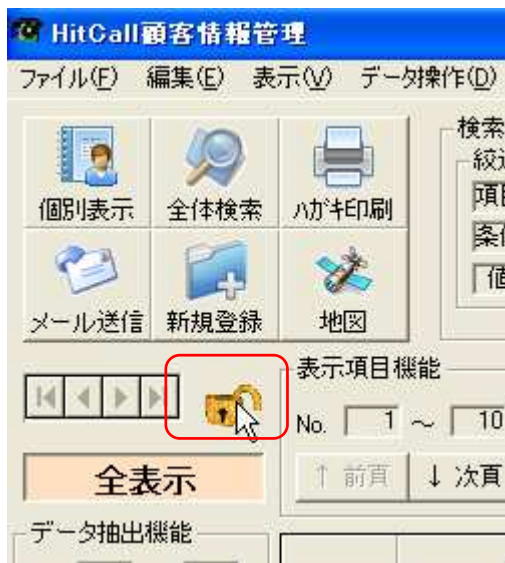 HitCall顧客情報管理
ファイル(F) 編集(E) 表示(V) データ操作(D)
個別表示 全体検索 ハガキ印刷
メール送信 新規登録 地図
検索
表示項目機能
No. 1 ～ 10
↑ 前頁 ↓ 次頁
全表示
データ抽出機能